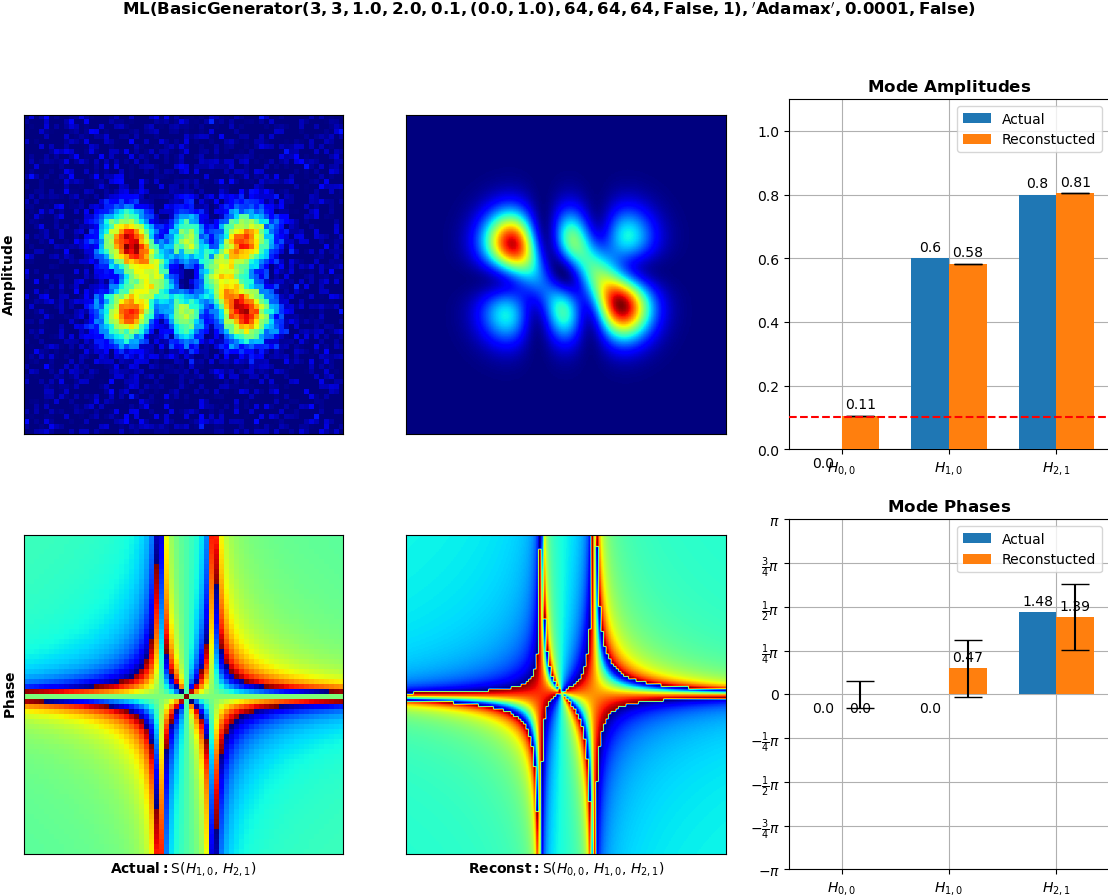 ML(BasicGenerator(3, 3, 1.0, 2.0, 0.1, (0.0, 1.0), 64, 64, 64, False, 1), ′Adamax′, 0.0001, False)
Mode Amplitudes
Actual
Reconstucted
1.0
0.8
0.6
0.4
0.2
0.0
0.0
0.11
0.6
0.58
0.8
0.81
H0,0
H1,0
H2,1
Amplitude
Mode Phases
Actual
Reconstucted
π
3/4π
1/2π
1/4π
0
−1/4π
−1/2π
−3/4π
−π
0.0
0.0
0.0
0.47
1.48
1.39
H0,0
H1,0
H2,1
Phase
Actual: S(H1,0, H2,1)
Reconst: S(H0,0, H1,0, H2,1)